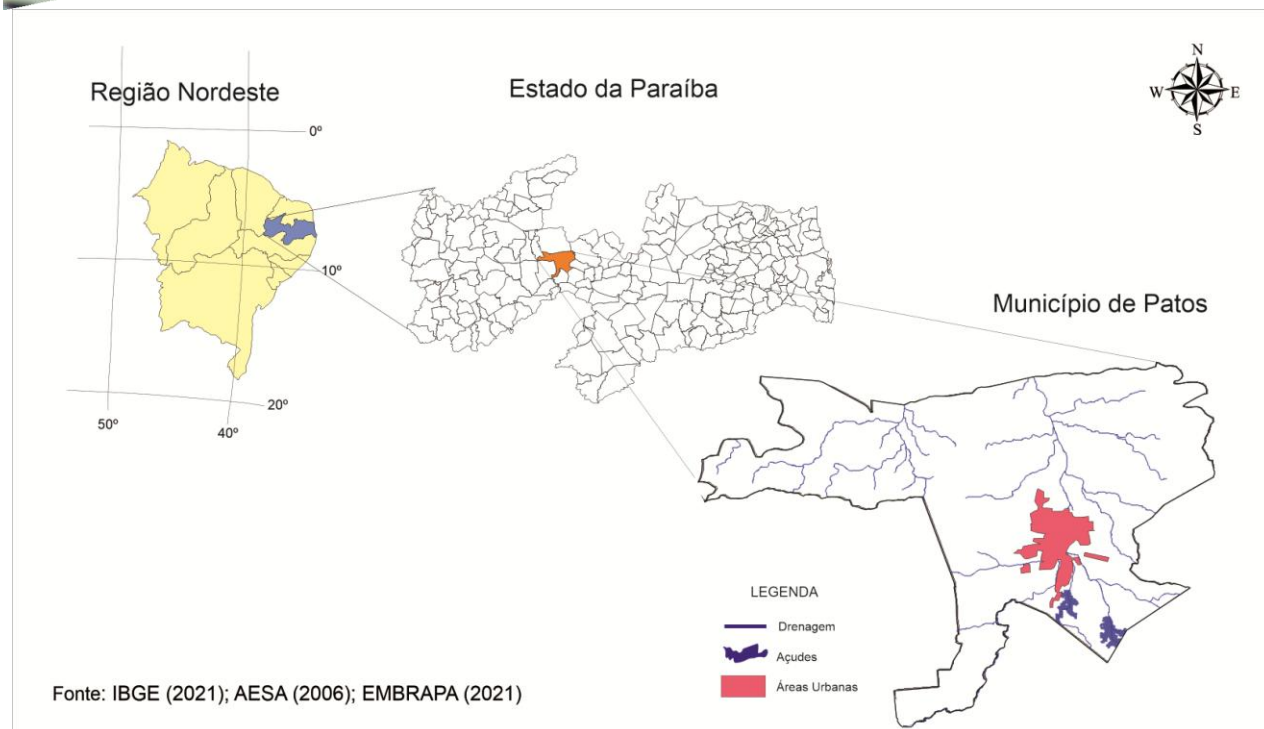 Região Nordeste
0º
10º
20º
50º
40º
Estado da Paraíba
N
W
E
S
Município de Patos
LEGENDA
Drenagem
Açudes
Áreas Urbanas
Fonte: IBGE (2021); AESA (2006); EMBRAPA (2021)